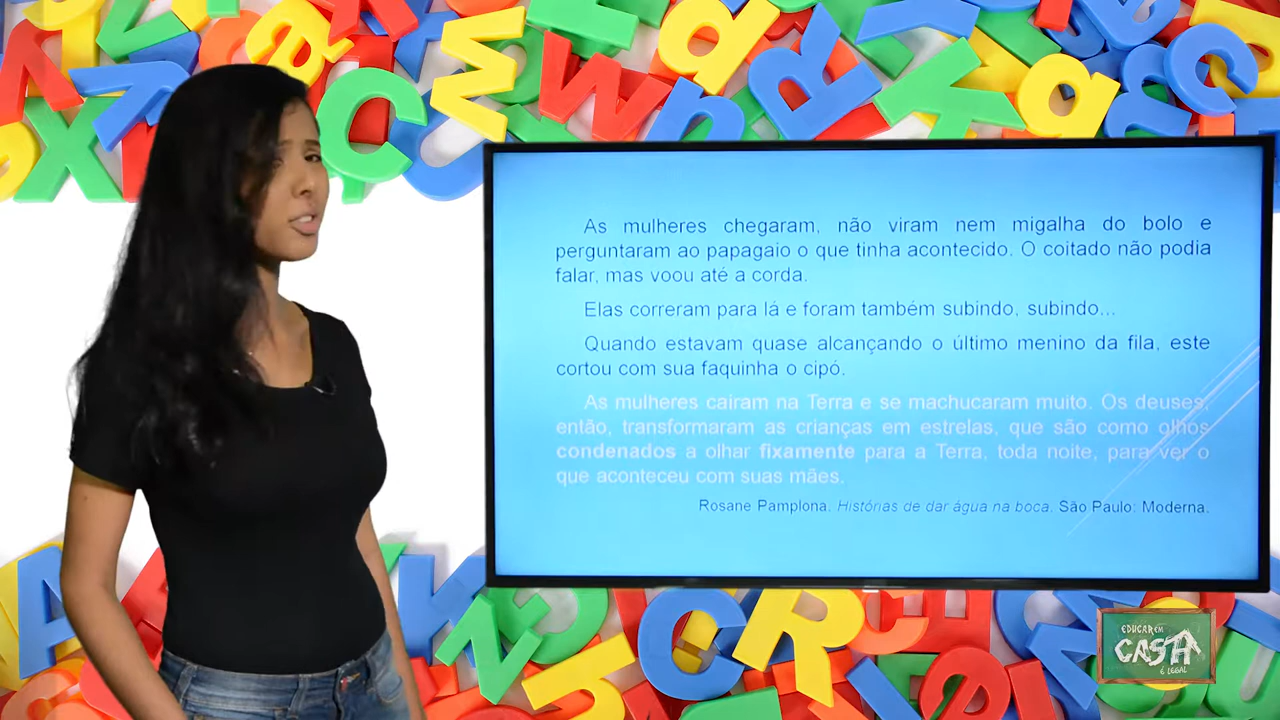 As mulheres chegaram, não viram nem migalha do bolo e
perguntaram ao papagaio o que tinha acontecido. O coitado não podia
falar, mas voou até a corda.
Elas correram para lá e foram também subindo, subindo...
Quando estavam quase alcançando o último menino da fila, este
cortou com sua faquinha o cipó.
As mulheres caíram na Terra e se machucaram muito. Os deuses,
então, transformaram as crianças em estrelas, que são como olhos
condenados a olhar fixamente para a Terra, toda noite, para ver o
que aconteceu com suas mães.
Rosane Pamplona. Histórias de dar água na boca. São Paulo: Moderna.
EDUCAR EM
CASA
É LEGAL